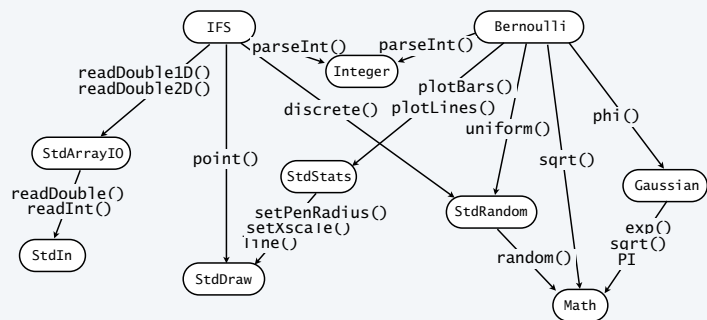 IFS
Bernoulli
parseInt()
parseInt()
Integer
readDouble1D()
readDouble2D()
plotBars()
plotLines()
discrete()
uniform()
phi()
StdArrayIO
point()
sqrt()
StdStats
Gaussian
readDouble()
readInt()
setPenRadius()
setXscale()
line()
StdRandom
exp()
sqrt()
PI
StdIn
StdDraw
random()
Math